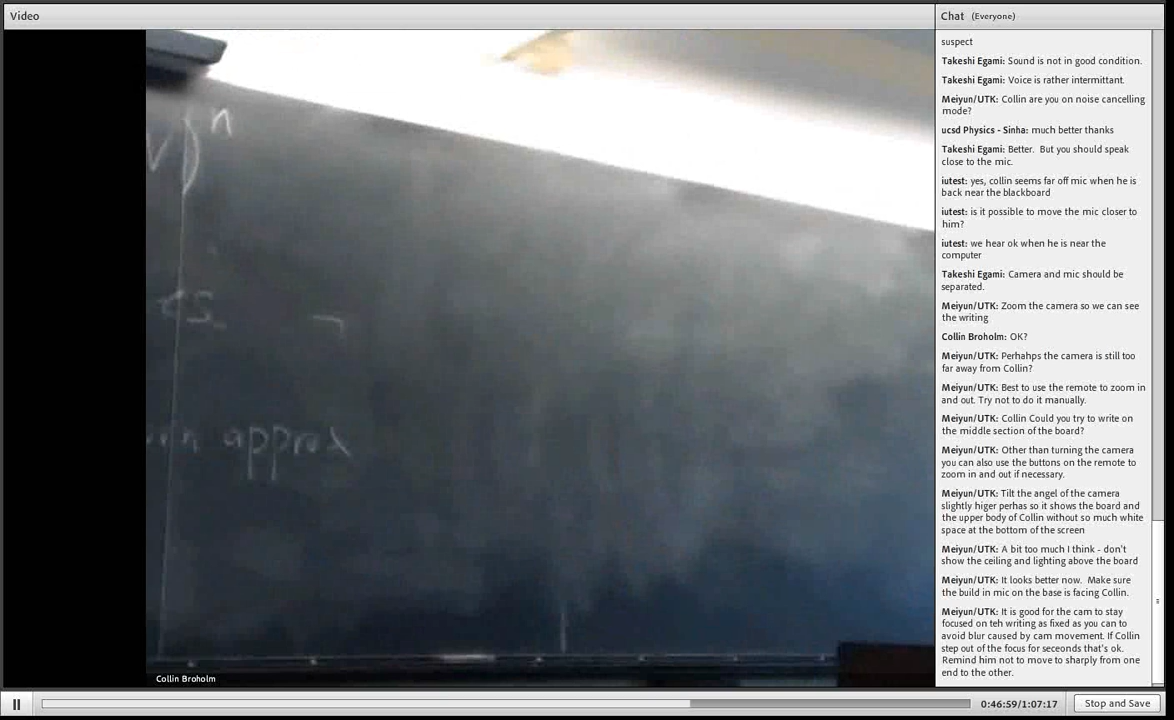 Video
n
V)
cs.
orn approx
Collin Broholm
Chat (Everyone)
suspect
Takeshi Egami: Sound is not in good condition.
Takeshi Egami: Voice is rather intermittant.
Meiyun/UTK: Collin are you on noise cancelling
mode?
ucsd Physics - Sinha: much better thanks
Takeshi Egami: Better. But you should speak
close to the mic.
iutest: yes, collin seems far off mic when he is
back near the blackboard
iutest: is it possible to move the mic closer to
him?
iutest: we hear ok when he is near the
computer
Takeshi Egami: Camera and mic should be
separated.
Meiyun/UTK: Zoom the camera so we can see
the writing
Collin Broholm: OK?
Meiyun/UTK: Perhahps the camera is still too
far away from Collin?
Meiyun/UTK: Best to use the remote to zoom in
and out. Try not to do it manually.
Meiyun/UTK: Collin Could you try to write on
the middle section of the board?
Meiyun/UTK: Other than turning the camera
you can also use the buttons on the remote to
zoom in and out if necessary.
Meiyun/UTK: Tilt the angel of the camera
slightly higer perhas so it shows the board and
the upper body of Collin without so much white
space at the bottom of the screen
Meiyun/UTK: A bit too much I think - don't
show the ceiling and lighting above the board
Meiyun/UTK: It looks better now. Make sure
the build in mic on the base is facing Collin.
Meiyun/UTK: It is good for the cam to stay
focused on teh writing as fixed as you can to
avoid blur caused by cam movement. If Collin
step out of the focus for seceonds that's ok.
Remind him not to move to sharply from one
end to the other.
0:46:59/1:07:17
Stop and Save